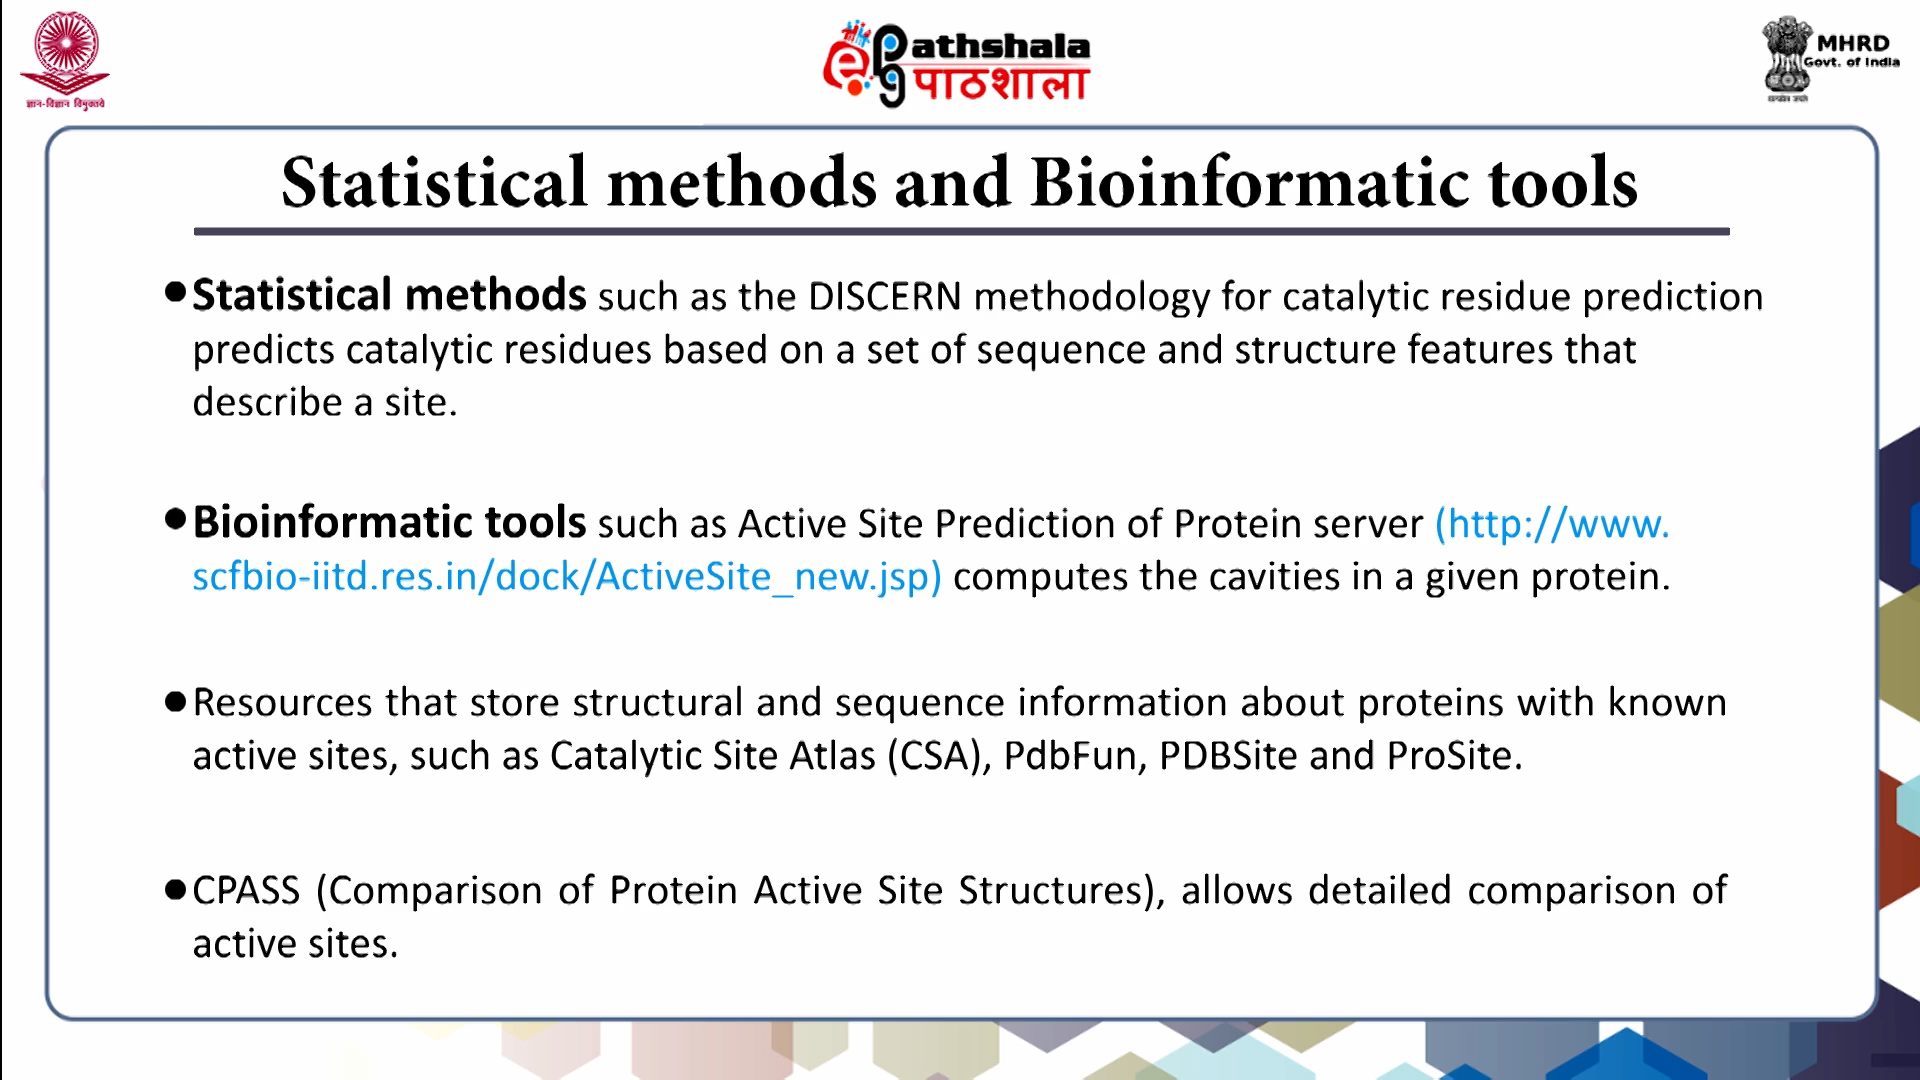 ज्ञान-विज्ञान विमुक्तये
ePGathshala
पाठशाला
MHRD
Govt. of India
Statistical methods and Bioinformatic tools
•Statistical methods such as the DISCERN methodology for catalytic residue prediction
predicts catalytic residues based on a set of sequence and structure features that
describe a site.
•Bioinformatic tools such as Active Site Prediction of Protein server (http://www.
scfbio-iitd.res.in/dock/ActiveSite_new.jsp) computes the cavities in a given protein.
•Resources that store structural and sequence information about proteins with known
active sites, such as Catalytic Site Atlas (CSA), PdbFun, PDBSite and ProSite.
•CPASS (Comparison of Protein Active Site Structures), allows detailed comparison of
active sites.